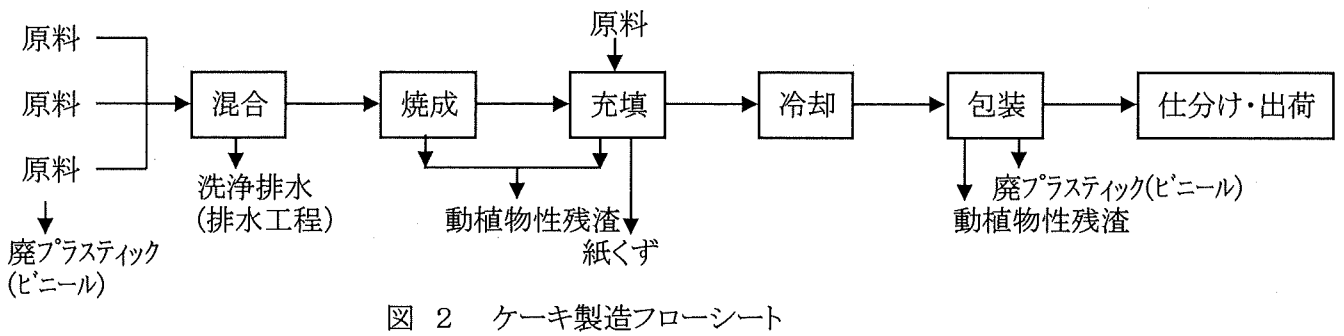 原料
原料
原料
原料
混合
焼成
充填
冷却
包装
仕分け・出荷
洗浄排水
(排水工程)
動植物性残渣
紙くず
廃プラスティック(ビニール)
動植物性残渣
廃プラスティック
(ビニール)
図 2 ケーキ製造フローシート